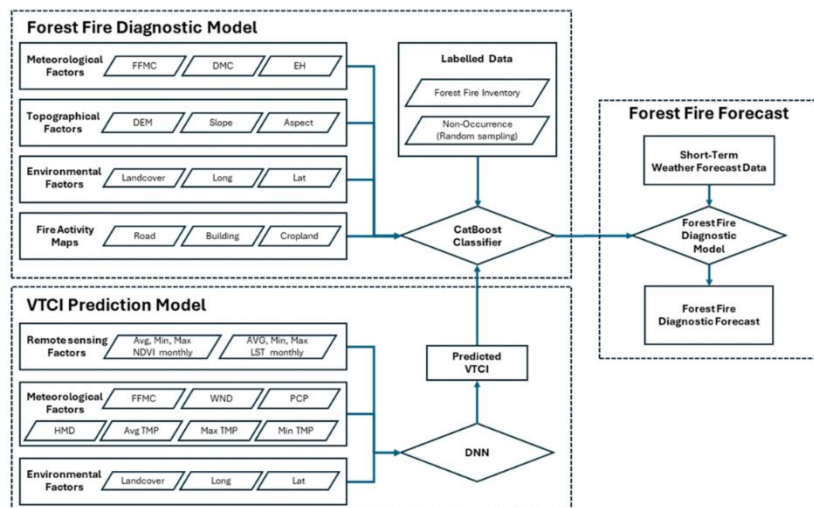 Forest Fire Diagnostic Model
Meteorological
Factors
FFMC
DMC
EH
Topographical
Factors
DEM
Slope
Aspect
Environmental
Factors
Landcover
Long
Lat
Fire Activity
Maps
Road
Building
Cropland
Labelled Data
Forest Fire Inventory
Non-Occurrence
(Random sampling)
CatBoost
Classifier
Forest Fire Forecast
Short-Term
Weather Forecast Data
Forest Fire
Diagnostic
Model
Forest Fire
Diagnostic Forecast
VTCI Prediction Model
Remote sensing
Factors
Avg, Min, Max
NDVI monthly
AVG, Min, Max
LST monthly
Meteorological
Factors
FFMC
WND
PCP
HMD
Avg TMP
Max TMP
Min TMP
Environmental
Factors
Landcover
Long
Lat
Predicted
VTCI
DNN